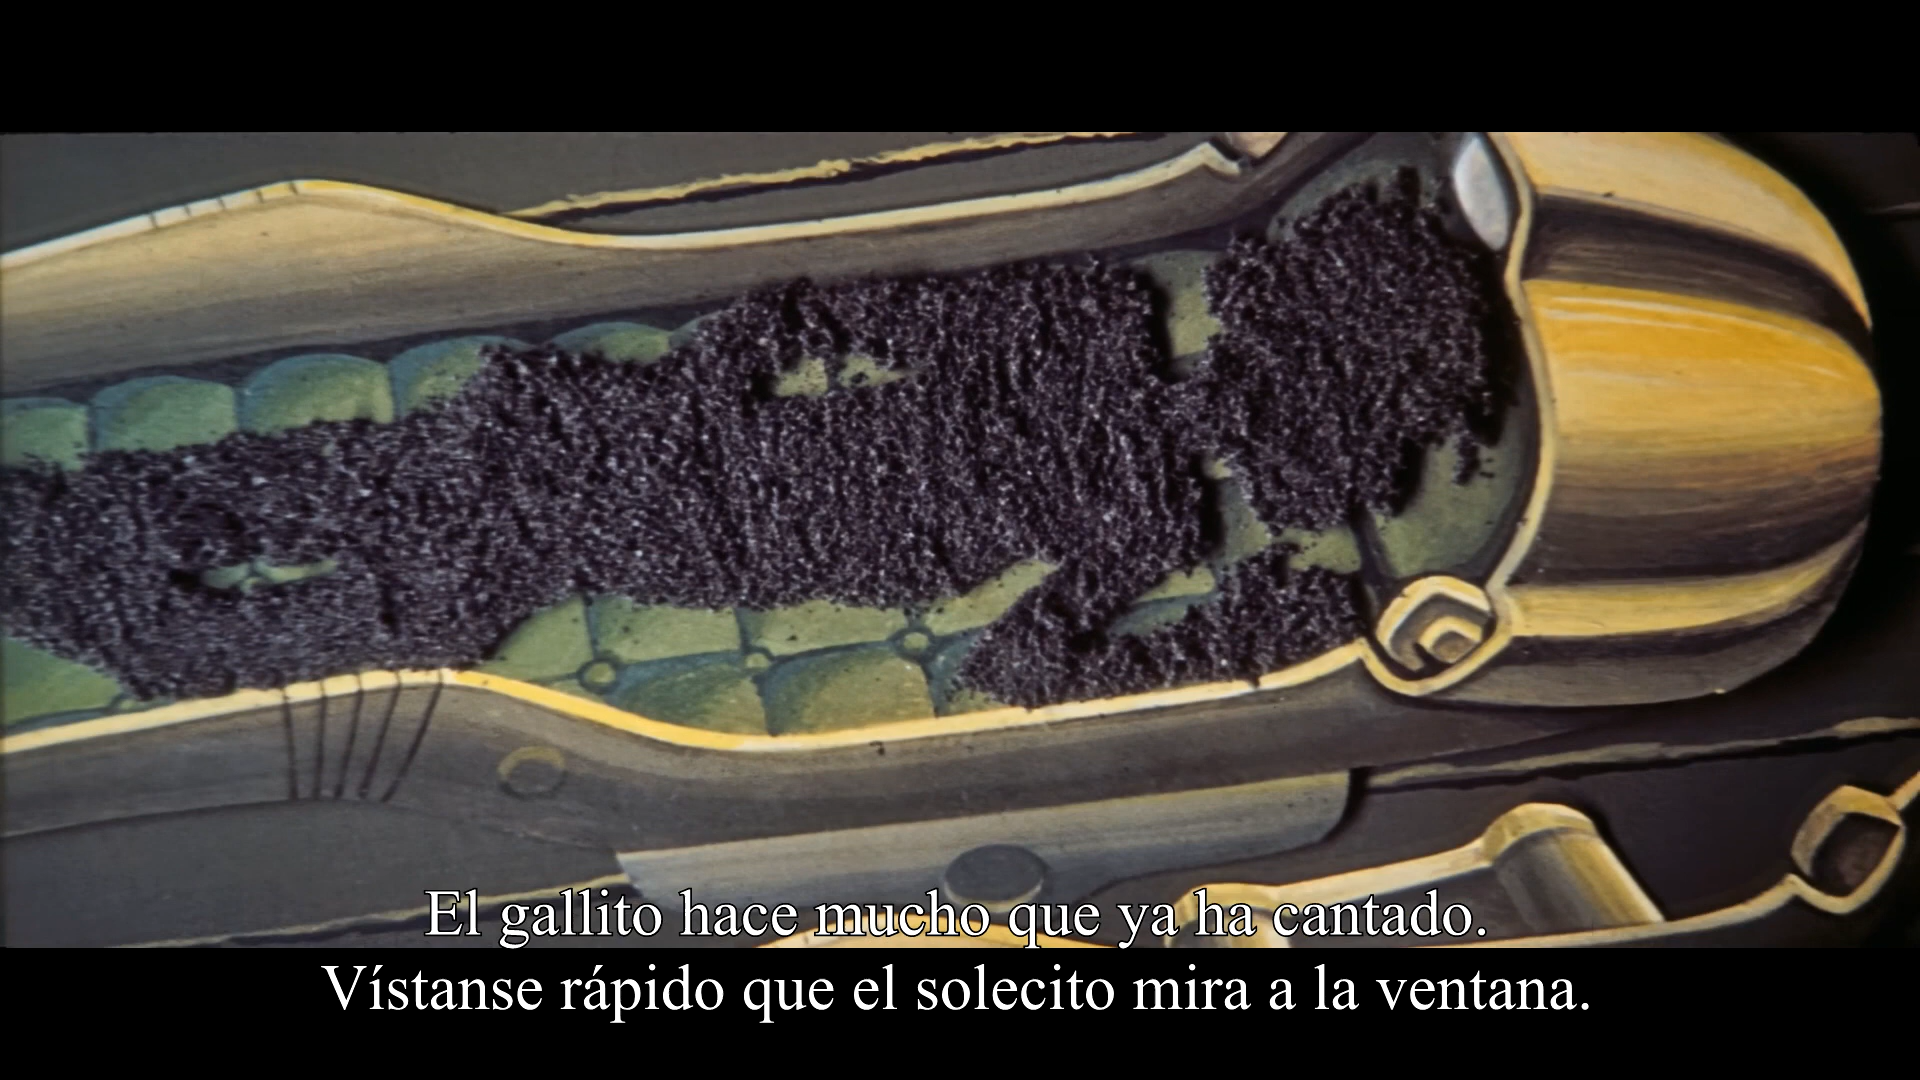 El gallito hace mucho que ya ha cantado.
Vístanse rápido que el solecito mira a la ventana.